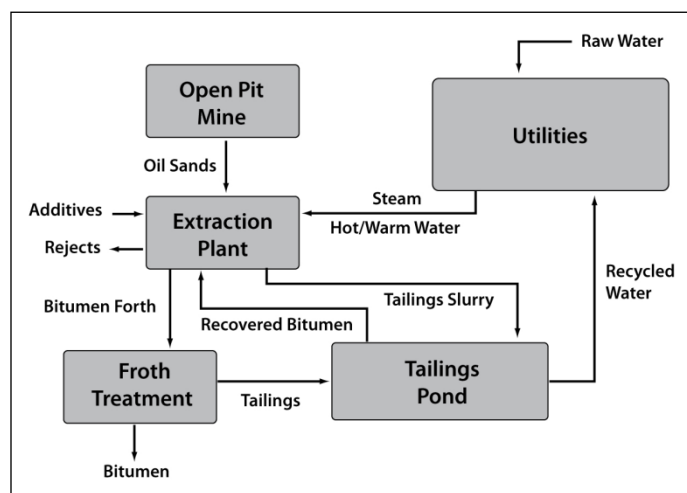 Raw Water
Open Pit
Mine
Utilities
Oil Sands
Steam
Additives
Extraction
Plant
Hot/Warm Water
Rejects
Recycled
Water
Bitumen Forth
Recovered Bitumen
Tailings Slurry
Froth
Treatment
Tailings
Tailings
Pond
Bitumen